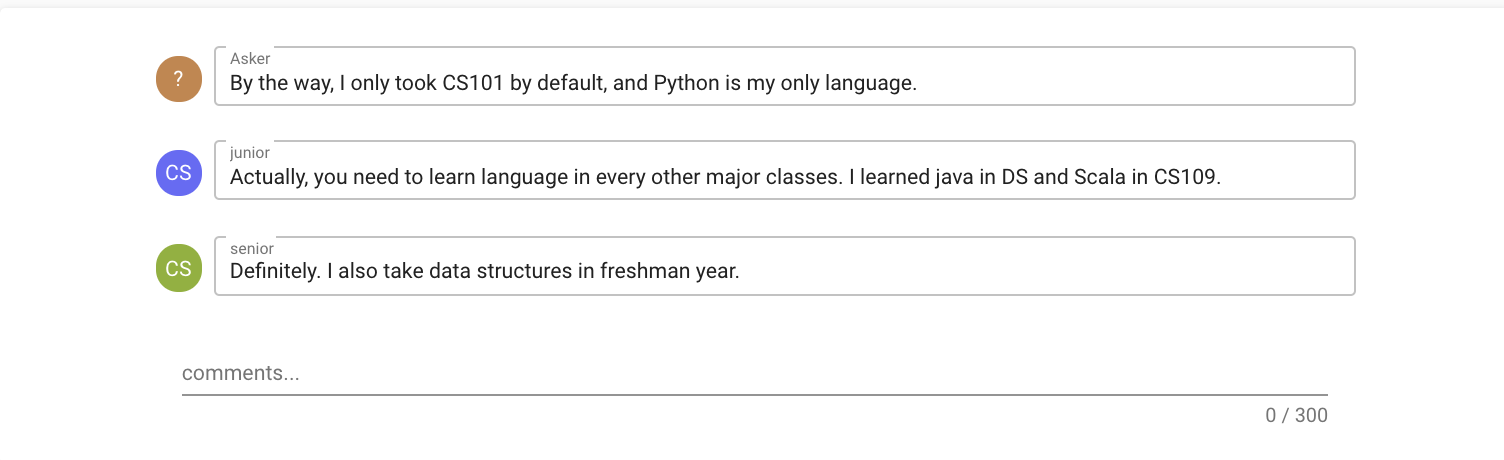 Asker
? By the way, I only took CS101 by default, and Python is my only language.
junior
CS Actually, you need to learn language in every other major classes. I learned java in DS and Scala in CS109.
senior
CS Definitely. I also take data structures in freshman year.
comments...
0 / 300